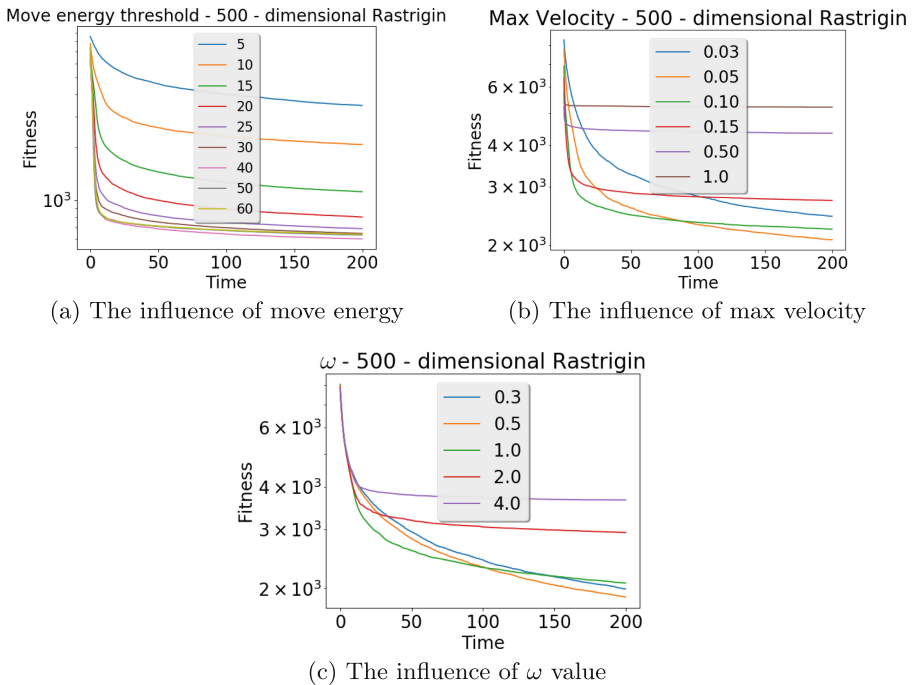 Move energy threshold - 500 - dimensional Rastrigin
Fitness
10³
5
10
15
20
25
30
40
50
60
0 50 100 150 200
Time
(a) The influence of move energy
Max Velocity - 500 - dimensional Rastrigin
Fitness
6 × 10³
4 × 10³
3 × 10³
2 × 10³
0.03
0.05
0.10
0.15
0.50
1.0
0 50 100 150 200
Time
(b) The influence of max velocity
ω - 500 - dimensional Rastrigin
Fitness
6 × 10³
4 × 10³
3 × 10³
2 × 10³
0.3
0.5
1.0
2.0
4.0
0 50 100 150 200
Time
(c) The influence of ω value